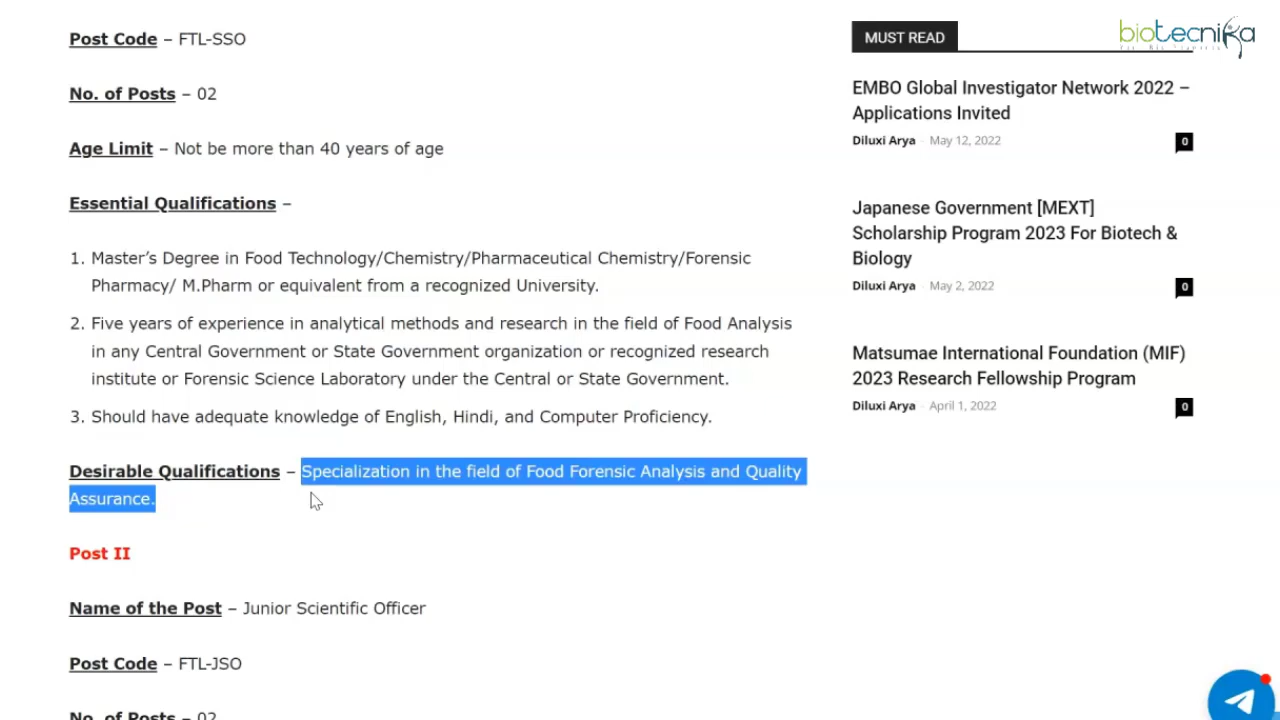 biotecnika
Post Code – FTL-SSO
No. of Posts – 02
Age Limit – Not be more than 40 years of age
Essential Qualifications –
1. Master’s Degree in Food Technology/Chemistry/Pharmaceutical Chemistry/Forensic
Pharmacy/ M.Pharm or equivalent from a recognized University.
2. Five years of experience in analytical methods and research in the field of Food Analysis
in any Central Government or State Government organization or recognized research
institute or Forensic Science Laboratory under the Central or State Government.
3. Should have adequate knowledge of English, Hindi, and Computer Proficiency.
Desirable Qualifications – Specialization in the field of Food Forensic Analysis and Quality
Assurance.
Post II
Name of the Post – Junior Scientific Officer
Post Code – FTL-JSO
No. of Posts – 02
MUST READ
EMBO Global Investigator Network 2022 –
Applications Invited
Diluxi Arya - May 12, 2022 0
Japanese Government [MEXT]
Scholarship Program 2023 For Biotech &
Biology
Diluxi Arya - May 2, 2022 0
Matsumae International Foundation (MIF)
2023 Research Fellowship Program
Diluxi Arya - April 1, 2022 0